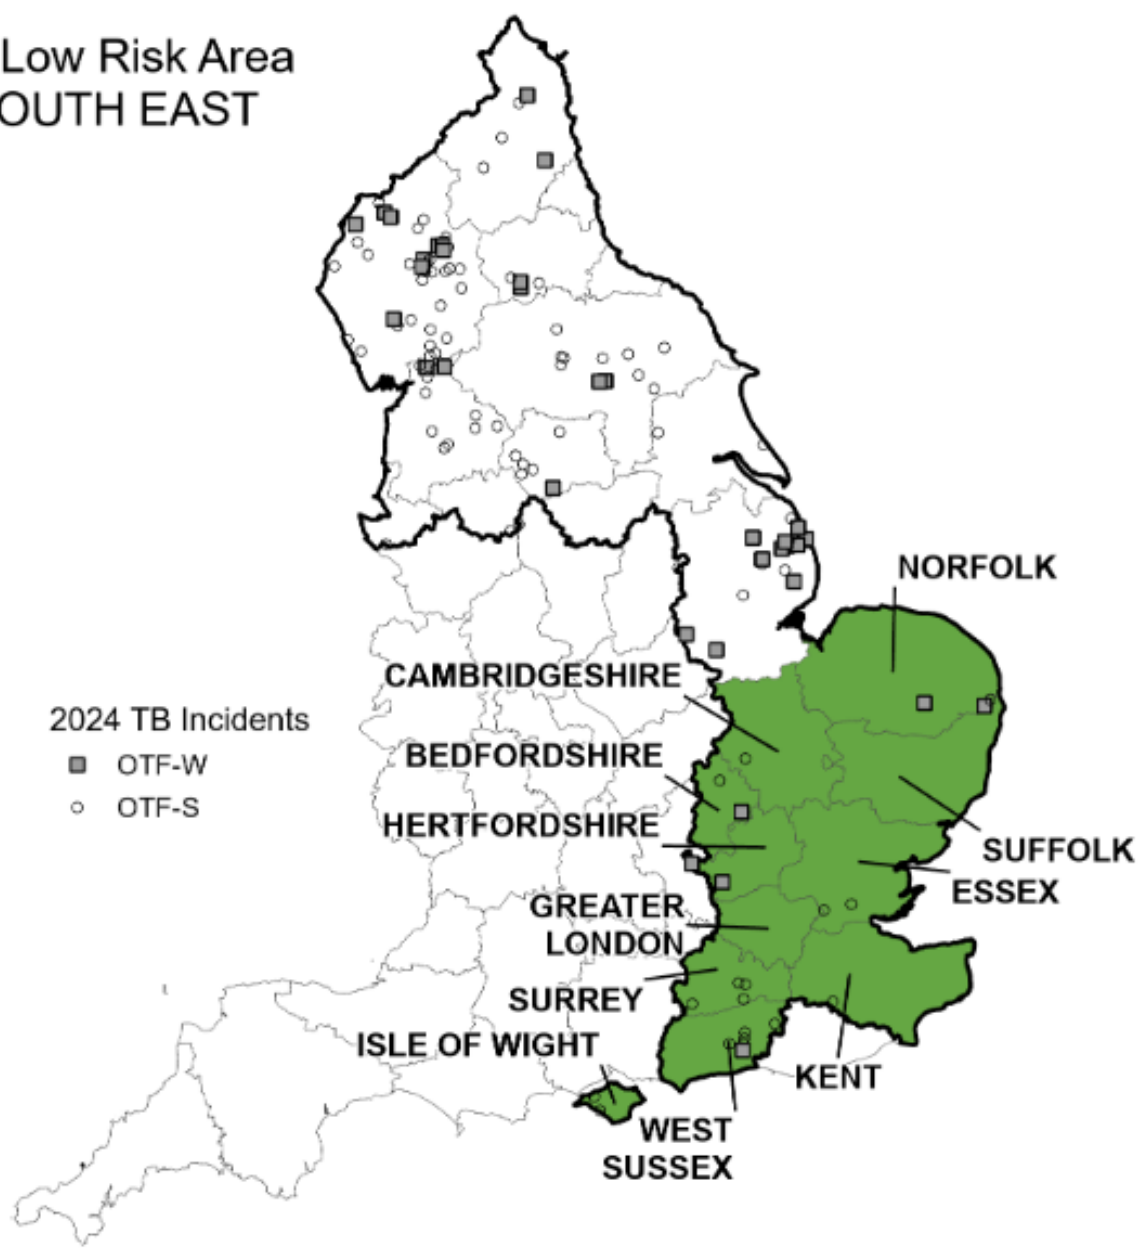 Low Risk Area
OUTH EAST
NORFOLK
CAMBRIDGESHIRE
2024 TB Incidents
OTF-W
OTF-S
BEDFORDSHIRE
HERTFORDSHIRE
SUFFOLK
ESSEX
GREATER
LONDON
SURREY
ISLE OF WIGHT
KENT
WEST
SUSSEX